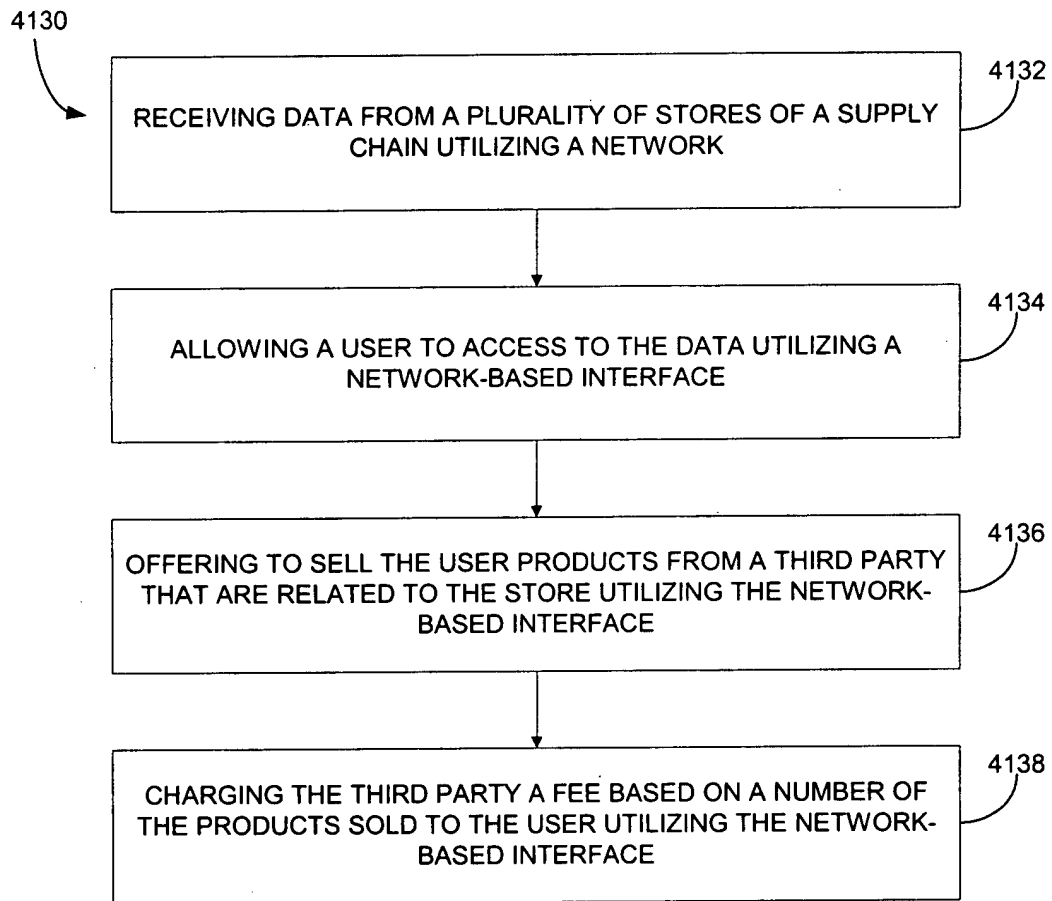 4130
4132
RECEIVING DATA FROM A PLURALITY OF STORES OF A SUPPLY
CHAIN UTILIZING A NETWORK
4134
ALLOWING A USER TO ACCESS TO THE DATA UTILIZING A
NETWORK-BASED INTERFACE
4136
OFFERING TO SELL THE USER PRODUCTS FROM A THIRD PARTY
THAT ARE RELATED TO THE STORE UTILIZING THE NETWORK-
BASED INTERFACE
4138
CHARGING THE THIRD PARTY A FEE BASED ON A NUMBER OF
THE PRODUCTS SOLD TO THE USER UTILIZING THE NETWORK-
BASED INTERFACE